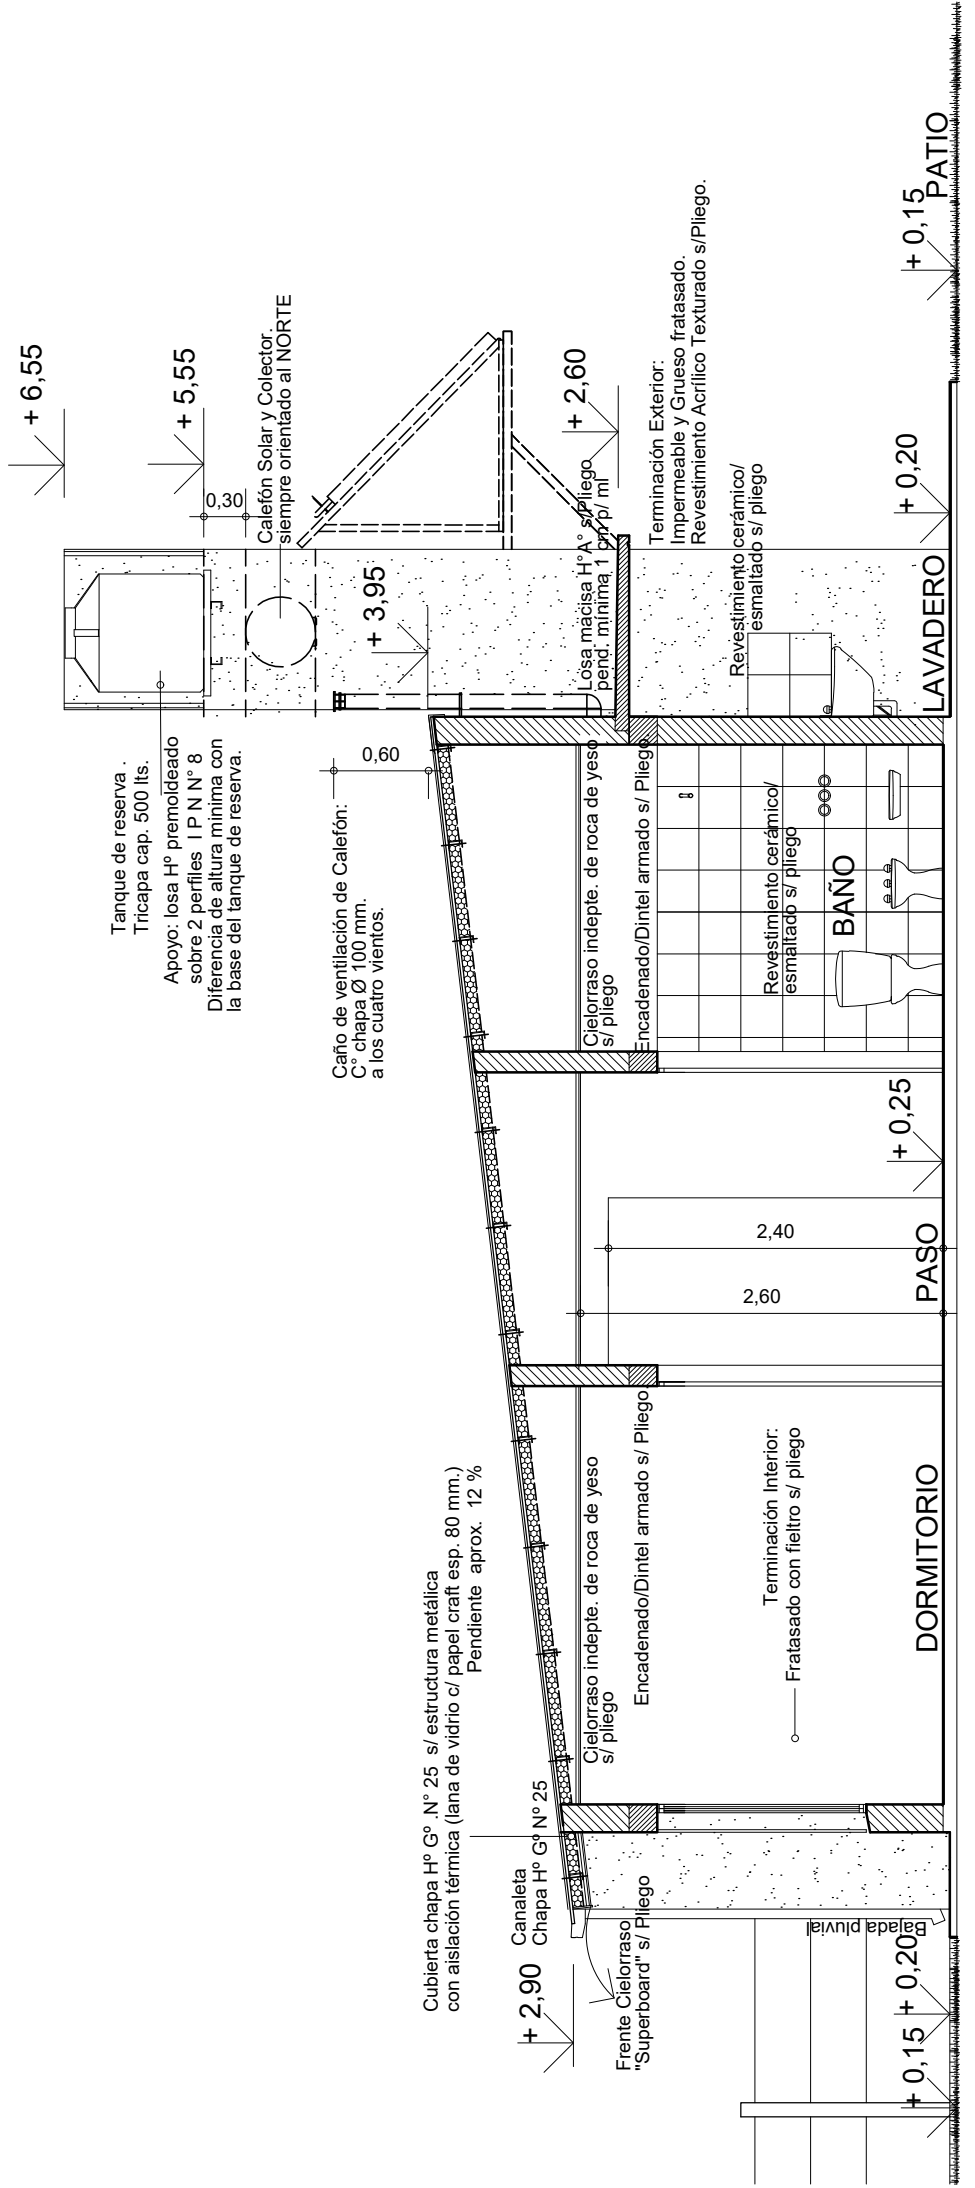 + 6,55
+ 5,55
0,30
Calefón Solar y Colector.
siempre orientado al NORTE
Tanque de reserva .
Tricapa cap. 500 lts.
Apoyo: losa Hº premoldeado
sobre 2 perfiles I P N N° 8
Diferencia de altura minima con
la base del tanque de reserva.
Caño de ventilación de Calefón:
C° chapa Ø 100 mm.
a los cuatro vientos.
0,60
+ 3,95
+ 2,60
Losa macisa H°A° s/Pliego
pend. mínima 1 cm p/ ml
Terminación Exterior:
Impermeable y Grueso fratasado.
Revestimiento Acrílico Texturado s/Pliego.
Cubierta chapa Hº Gº .N° 25 s/ estructura metálica
con aislación térmica (lana de vidrio c/ papel craft esp. 80 mm.)
Pendiente aprox. 12 %
+ 2,90
Canaleta
Chapa Hº Gº N° 25
Frente Cielorraso
"Superboard" s/ Pliego
Cielorraso indepte. de roca de yeso
s/ pliego
Encadenado/Dintel armado s/ Pliego
Cielorraso indepte. de roca de yeso
s/ pliego
Encadenado/Dintel armado s/ Pliego
Terminación Interior:
Fratasado con fieltro s/ pliego
2,40
2,60
Revestimiento cerámico/
esmaltado s/ pliego
Revestimiento cerámico/
esmaltado s/ pliego
Bajada pluvial
+ 0,15
+ 0,20
DORMITORIO
PASO
+ 0,25
BAÑO
LAVADERO
+ 0,20
+ 0,15
PATIO